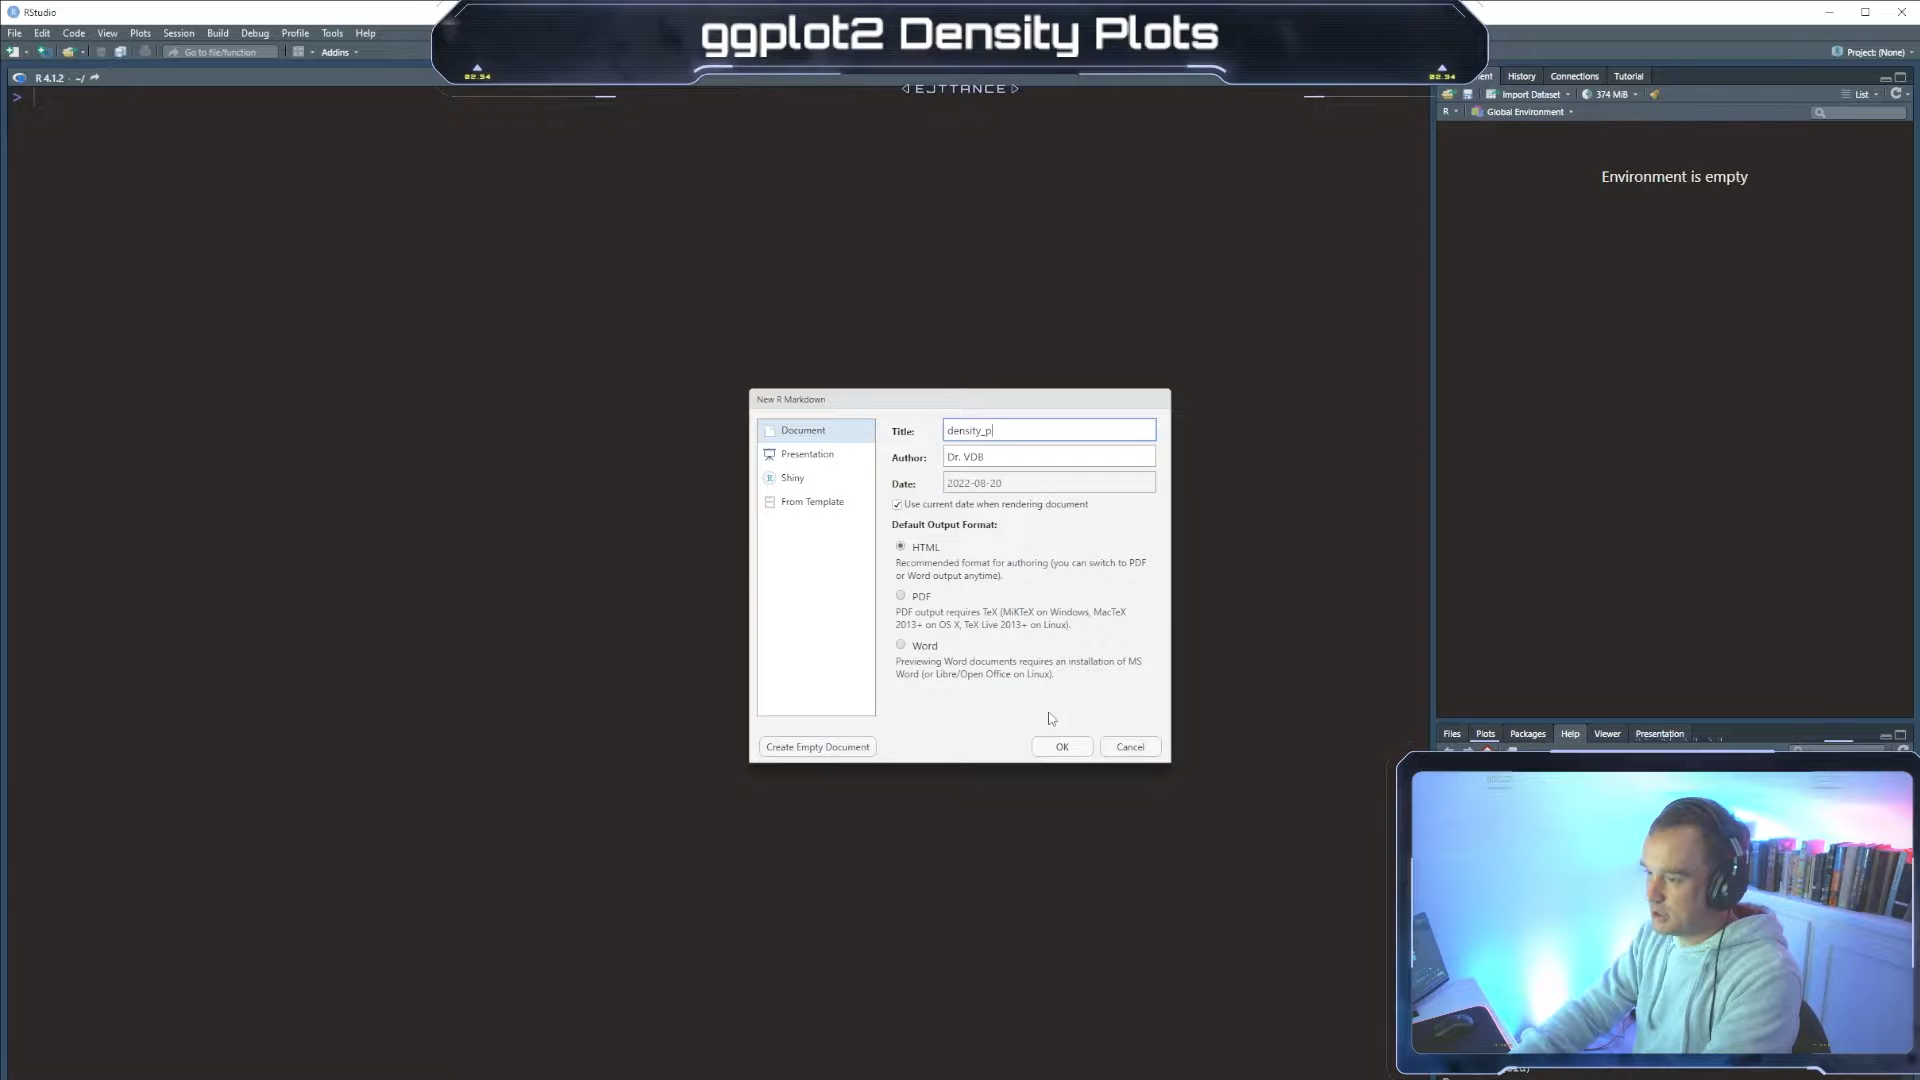 RStudio
ggplot2 Density Plots
File Edit Code View Plots Session Build Debug Profile Tools Help
Go to file/function Addins
Project: (None)
02.34
02.34
EJTTANCE
R 4.1.2 · ~/
>
History Connections Tutorial
Import Dataset 374 MiB List
R Global Environment
Environment is empty
New R Markdown
Document
Presentation
Shiny
From Template
Title: density_p
Author: Dr. VDB
Date: 2022-08-20
Use current date when rendering document
Default Output Format:
HTML
Recommended format for authoring (you can switch to PDF
or Word output anytime).
PDF
PDF output requires TeX (MiKTeX on Windows, MacTeX
2013+ on OS X, TeX Live 2013+ on Linux).
Word
Previewing Word documents requires an installation of MS
Word (or Libre/Open Office on Linux).
Create Empty Document OK Cancel
Files Plots Packages Help Viewer Presentation